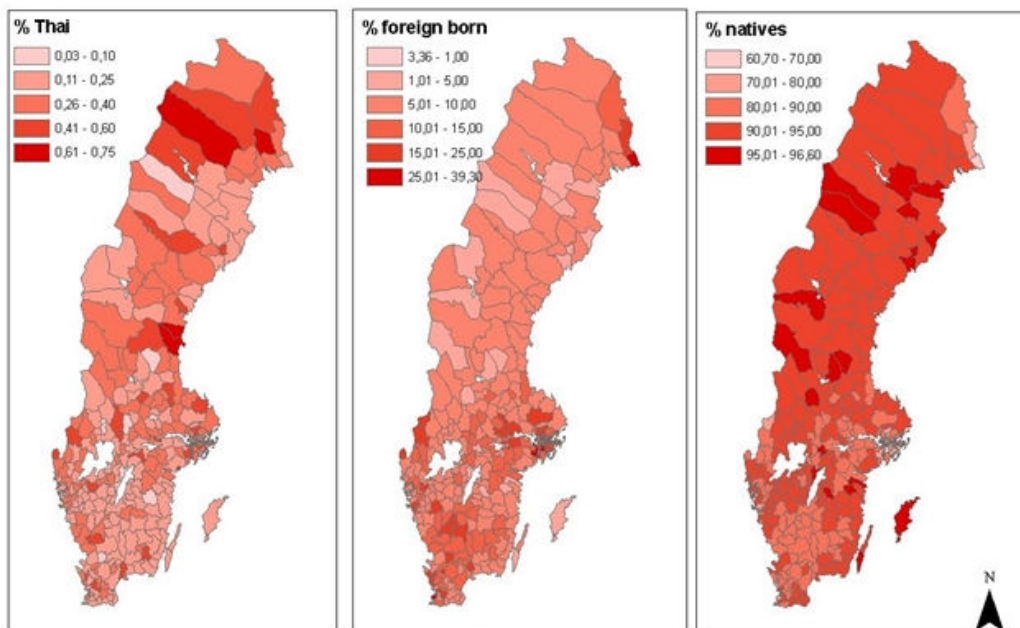 % Thai
0,03 - 0,10
0,11 - 0,25
0,26 - 0,40
0,41 - 0,60
0,61 - 0,75
% foreign born
3,36 - 1,00
1,01 - 5,00
5,01 - 10,00
10,01 - 15,00
15,01 - 25,00
25,01 - 39,30
% natives
60,70 - 70,00
70,01 - 80,00
80,01 - 90,00
90,01 - 95,00
95,01 - 96,60
N